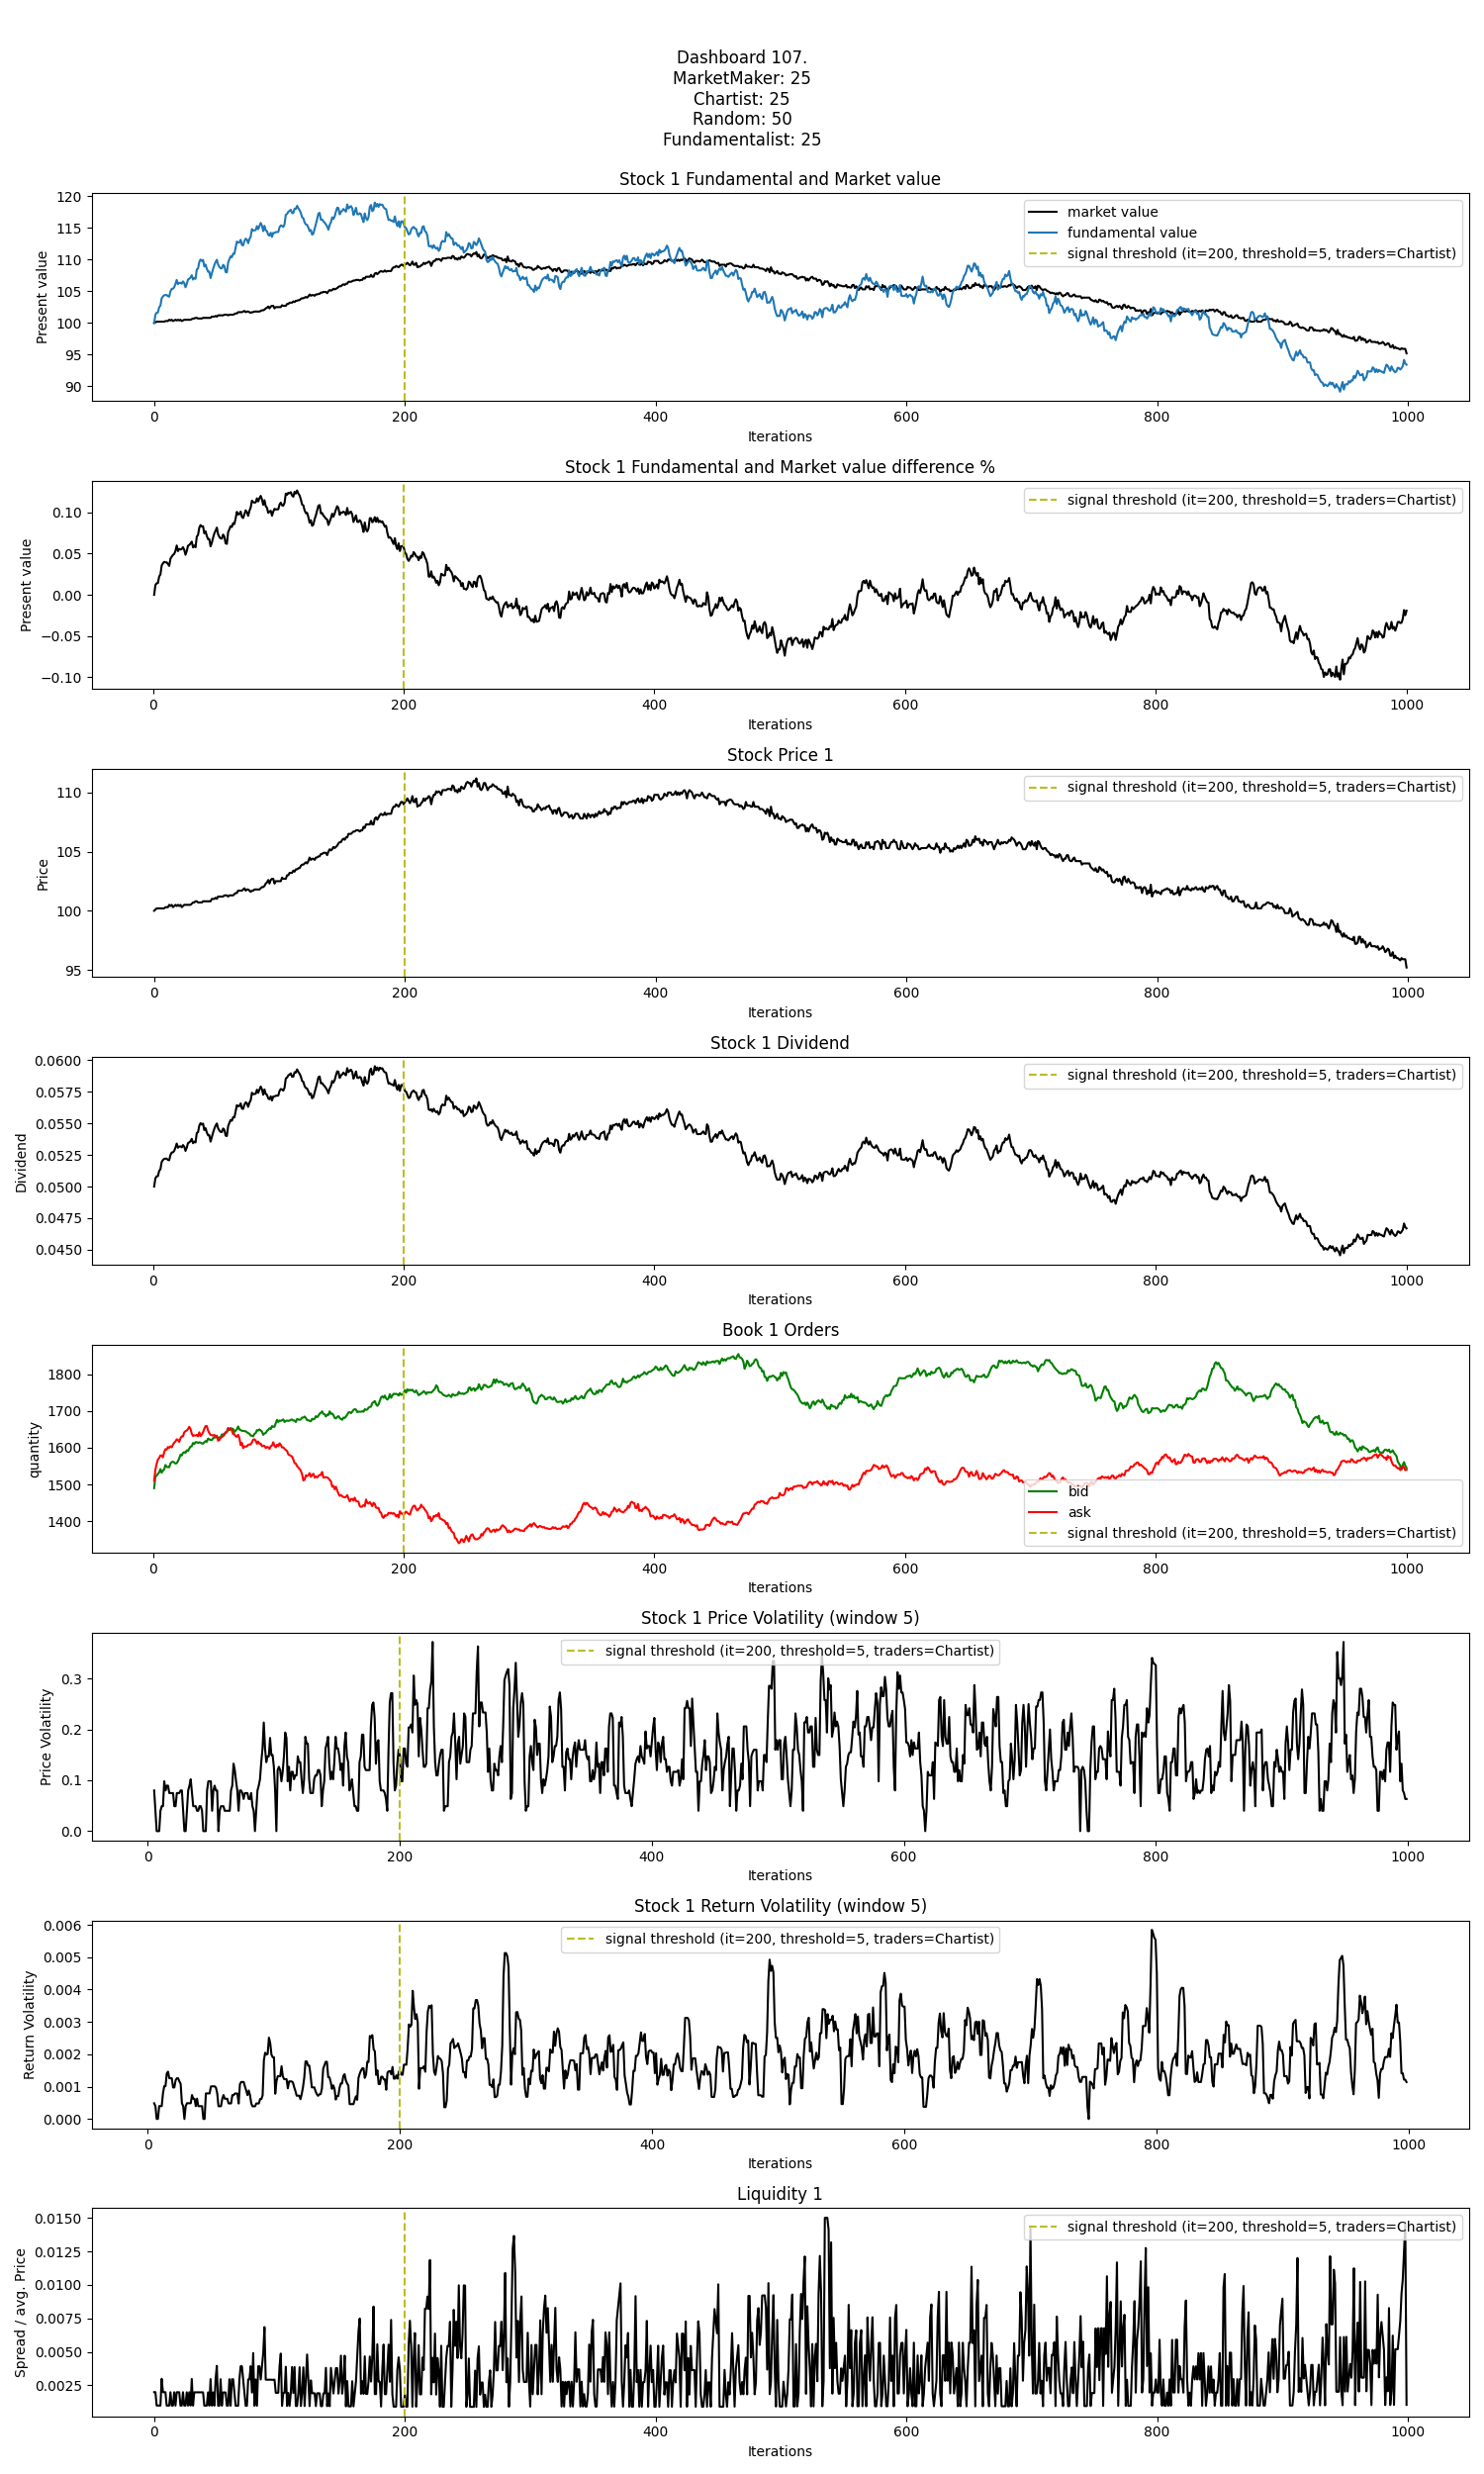 Dashboard 107.
MarketMaker: 25
Chartist: 25
Random: 50
Fundamentalist: 25
Stock 1 Fundamental and Market value
Present value
120
115
110
105
100
95
90
market value
fundamental value
signal threshold (it=200, threshold=5, traders=Chartist)
0 200 400 600 800 1000
Iterations
Stock 1 Fundamental and Market value difference %
Present value
0.10
0.05
0.00
−0.05
−0.10
signal threshold (it=200, threshold=5, traders=Chartist)
0 200 400 600 800 1000
Iterations
Stock Price 1
Price
110
105
100
95
signal threshold (it=200, threshold=5, traders=Chartist)
0 200 400 600 800 1000
Iterations
Stock 1 Dividend
Dividend
0.0600
0.0575
0.0550
0.0525
0.0500
0.0475
0.0450
signal threshold (it=200, threshold=5, traders=Chartist)
0 200 400 600 800 1000
Iterations
Book 1 Orders
quantity
1800
1700
1600
1500
1400
bid
ask
signal threshold (it=200, threshold=5, traders=Chartist)
0 200 400 600 800 1000
Iterations
Stock 1 Price Volatility (window 5)
Price Volatility
0.3
0.2
0.1
0.0
signal threshold (it=200, threshold=5, traders=Chartist)
0 200 400 600 800 1000
Iterations
Stock 1 Return Volatility (window 5)
Return Volatility
0.006
0.005
0.004
0.003
0.002
0.001
0.000
signal threshold (it=200, threshold=5, traders=Chartist)
0 200 400 600 800 1000
Iterations
Liquidity 1
Spread / avg. Price
0.0150
0.0125
0.0100
0.0075
0.0050
0.0025
signal threshold (it=200, threshold=5, traders=Chartist)
0 200 400 600 800 1000
Iterations